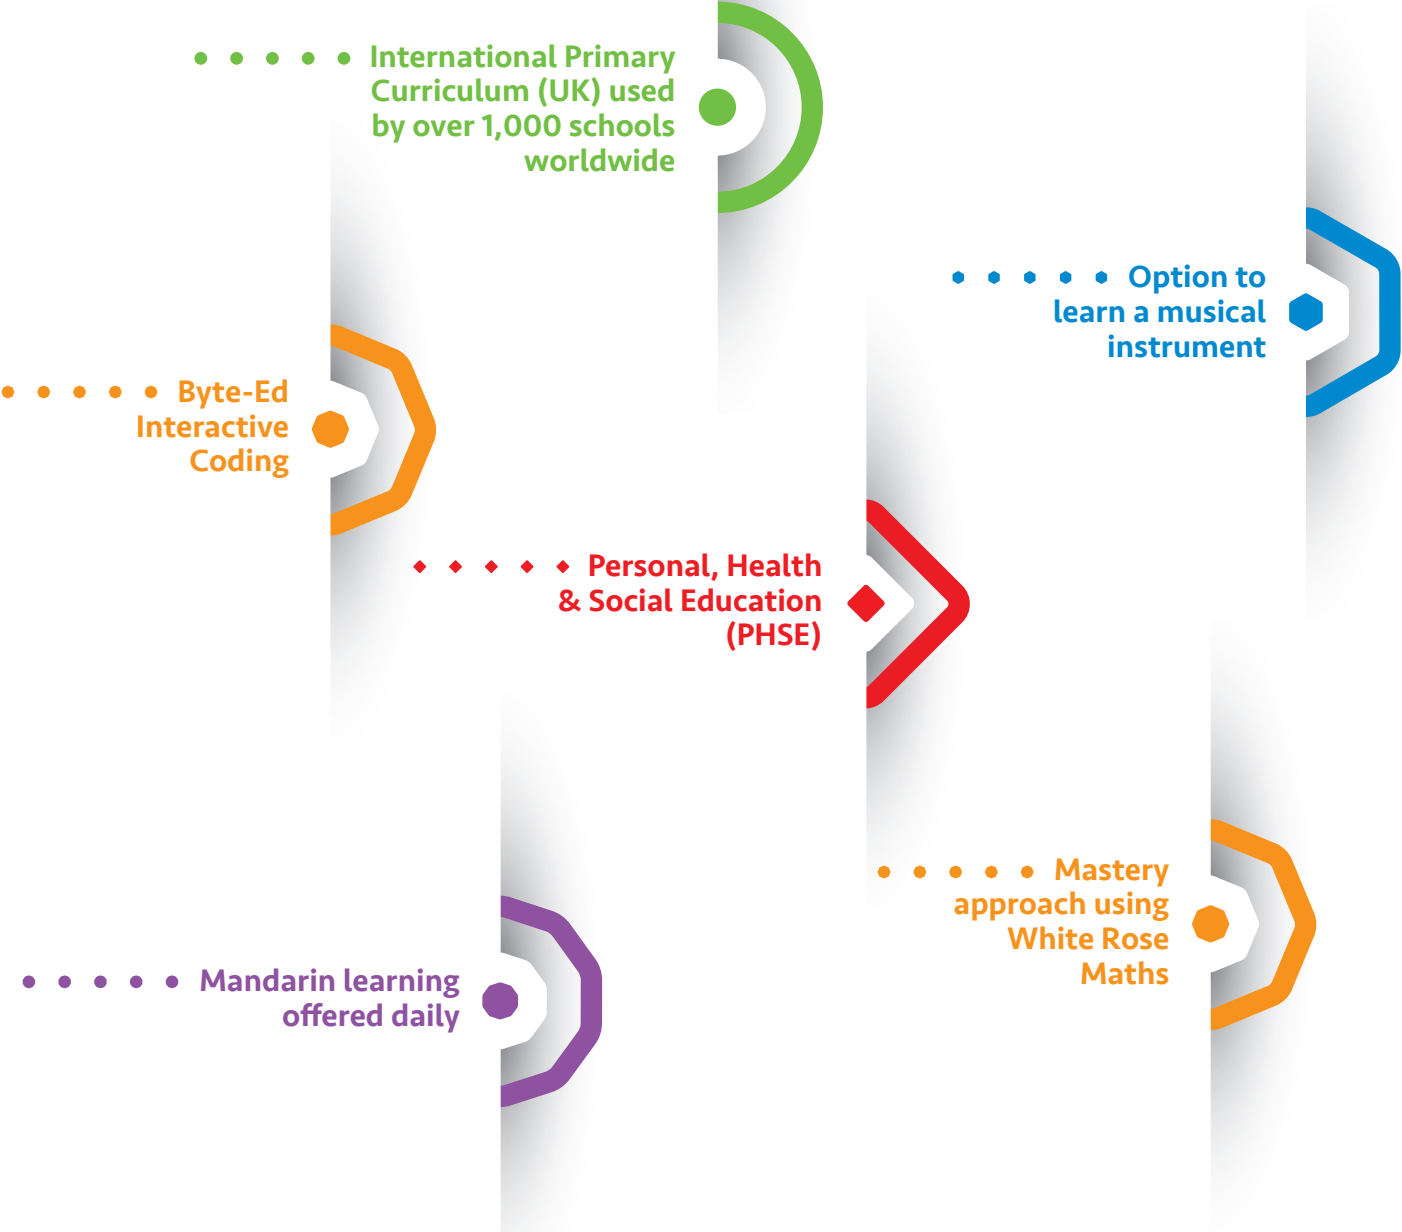 International Primary
Curriculum (UK) used
by over 1,000 schools
worldwide
Option to
learn a musical
instrument
Byte-Ed
Interactive
Coding
Personal, Health
& Social Education
(PHSE)
Mastery
approach using
White Rose
Maths
Mandarin learning
offered daily